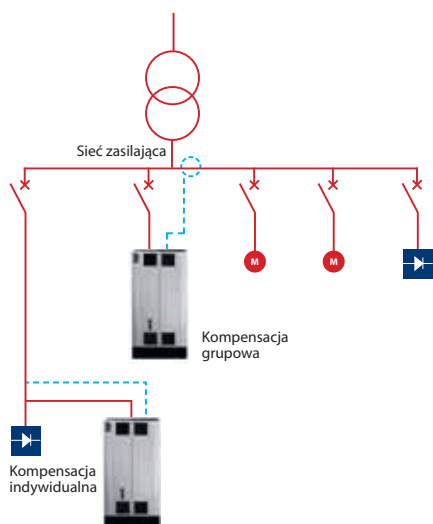 Sieć zasilająca
M
M
Kompensacja
grupowa
Kompensacja
indywidualna